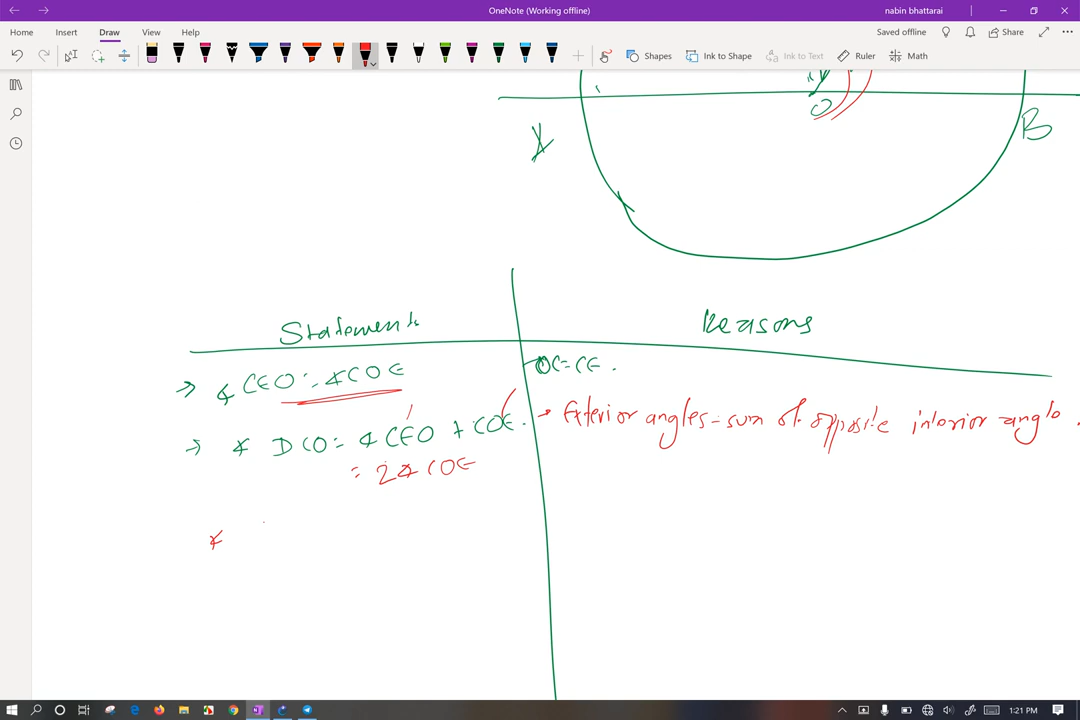 OneNote (Working offline)
nabin bhattarai
Home Insert Draw View Help
Saved offline
Share
Shapes
Ink to Shape
Ink to Text
Ruler
Math
O
B
Statements
Reasons
∡ CEO = ∡COE
OC=CE.
∡ DCO = ∡ CEO + COE.
→ Exterior angles = sum of opposite interior angle.
= 2∡ COE
∡
1:21 PM